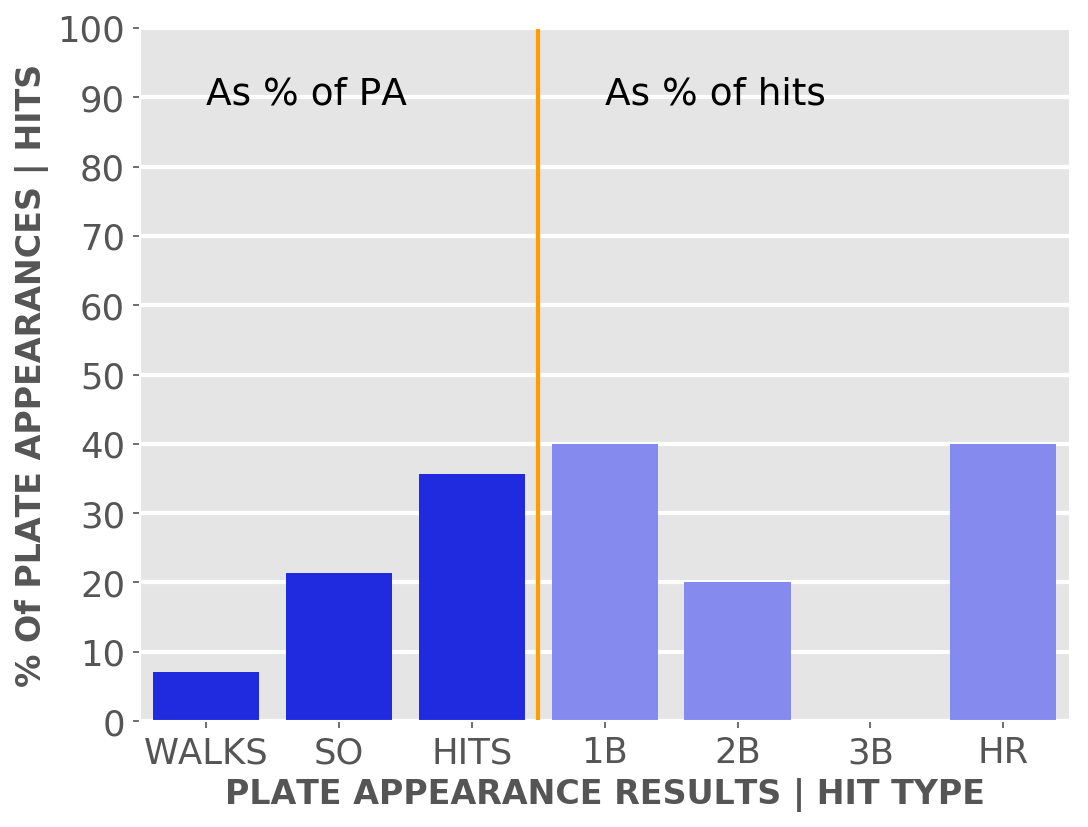 100
90
80
70
60
50
40
30
20
10
0
% Of PLATE APPEARANCES | HITS
As % of PA
As % of hits
WALKS SO HITS 1B 2B 3B HR
PLATE APPEARANCE RESULTS | HIT TYPE